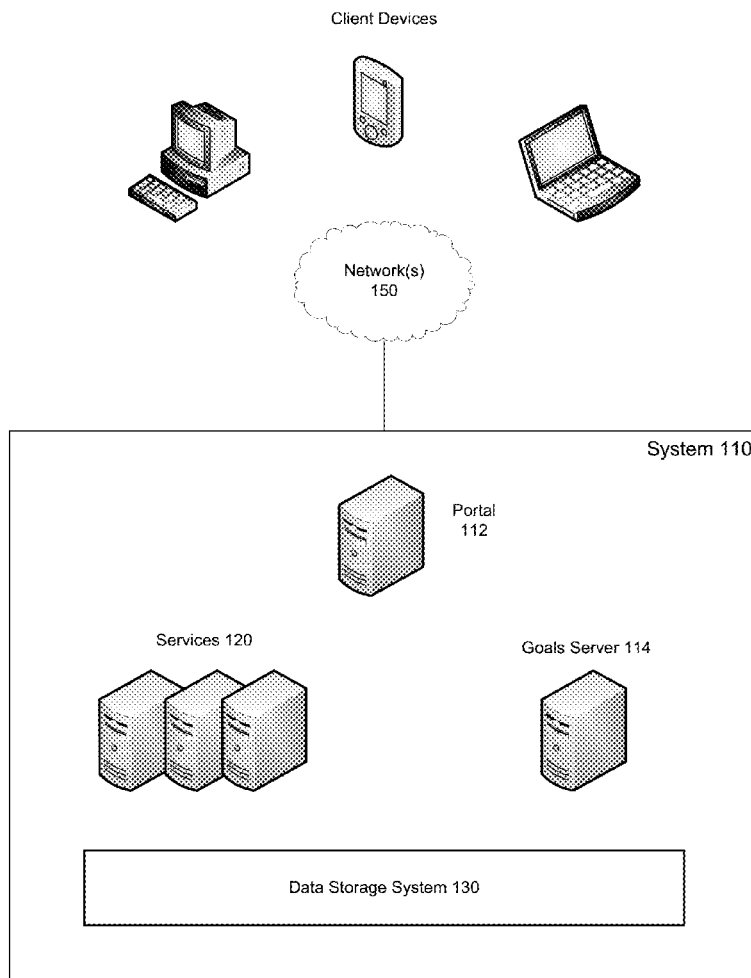 Client Devices
Network(s)
150
System 110
Portal
112
Services 120
Goals Server 114
Data Storage System 130